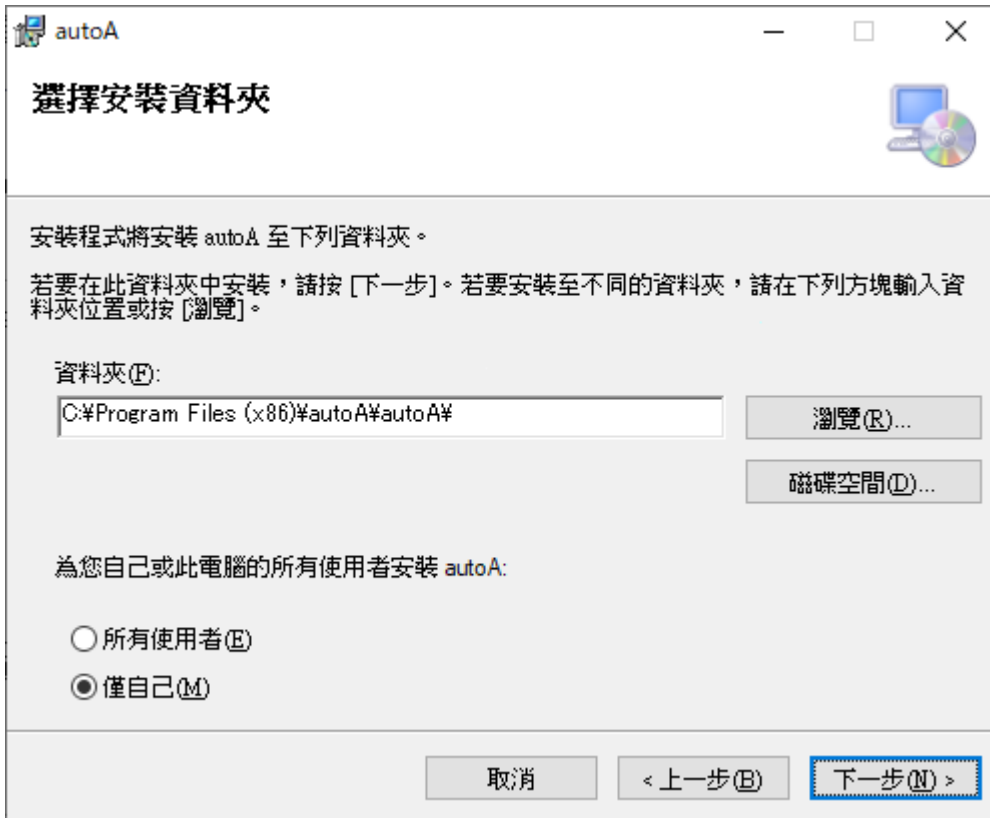 autoA
選擇安裝資料夾
安裝程式將安裝 autoA 至下列資料夾。
若要在此資料夾中安裝，請按 [下一步]。若要安裝至不同的資料夾，請在下列方塊輸入資
料夾位置或按 [瀏覽]。
資料夾(F):
C:¥Program Files (x86)¥autoA¥autoA¥
瀏覽(R)...
磁碟空間(D)...
為您自己或此電腦的所有使用者安裝 autoA:
所有使用者(E)
僅自己(M)
取消
<上一步(B)
下一步(N) >